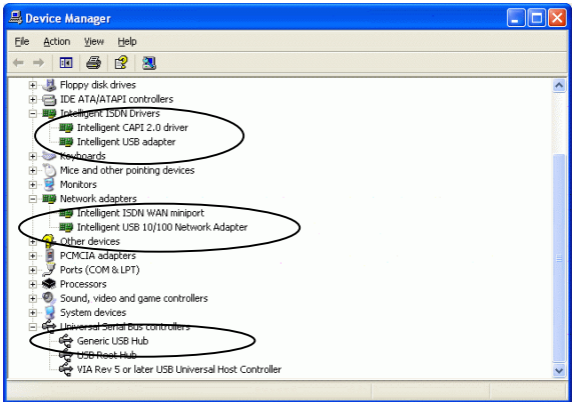 Device Manager
File Action View Help
Floppy disk drives
IDE ATA/ATAPI controllers
Intelligent ISDN Drivers
Intelligent CAPI 2.0 driver
Intelligent USB adapter
Keyboards
Mice and other pointing devices
Monitors
Network adapters
Intelligent ISDN WAN miniport
Intelligent USB 10/100 Network Adapter
Other devices
PCMCIA adapters
Ports (COM & LPT)
Processors
Sound, video and game controllers
System devices
Universal Serial Bus controllers
Generic USB Hub
USB Root Hub
VIA Rev 5 or later USB Universal Host Controller